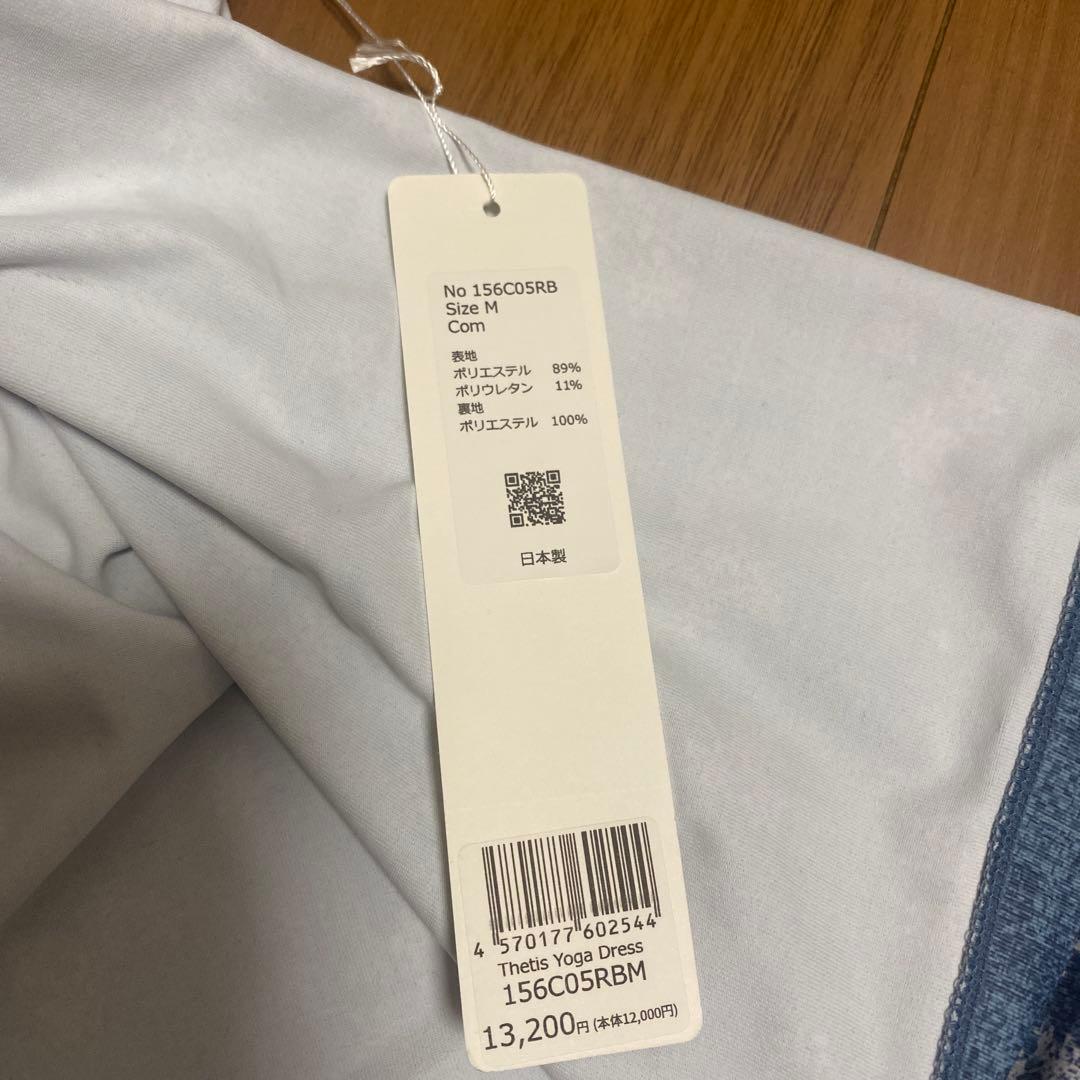 No 156C05RB
Size M
Com
表地
ポリエステル 89%
ポリウレタン 11%
裏地
ポリエステル 100%
日本製
4 570177 602544
Thetis Yoga Dress
156C05RBM
13,200円 (本体12,000円)